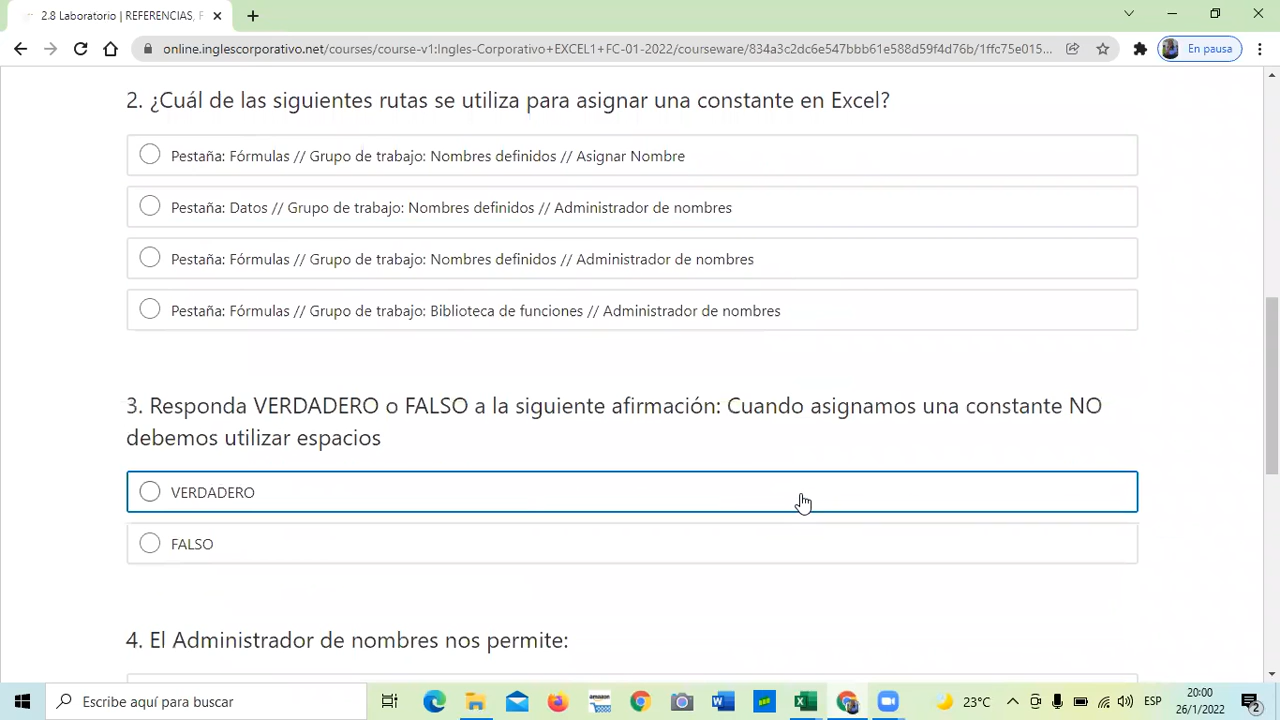 2.8 Laboratorio | REFERENCIAS, F
online.inglescorporativo.net/courses/course-v1:Ingles-Corporativo+EXCEL1+FC-01-2022/courseware/834a3c2dc6e547bbb61e588d59f4d76b/1ffc75e015...
En pausa
2. ¿Cuál de las siguientes rutas se utiliza para asignar una constante en Excel?
Pestaña: Fórmulas // Grupo de trabajo: Nombres definidos // Asignar Nombre
Pestaña: Datos // Grupo de trabajo: Nombres definidos // Administrador de nombres
Pestaña: Fórmulas // Grupo de trabajo: Nombres definidos // Administrador de nombres
Pestaña: Fórmulas // Grupo de trabajo: Biblioteca de funciones // Administrador de nombres
3. Responda VERDADERO o FALSO a la siguiente afirmación: Cuando asignamos una constante NO
debemos utilizar espacios
VERDADERO
FALSO
4. El Administrador de nombres nos permite:
Escribe aquí para buscar
amazon
23°C
ESP
20:00
26/1/2022
2